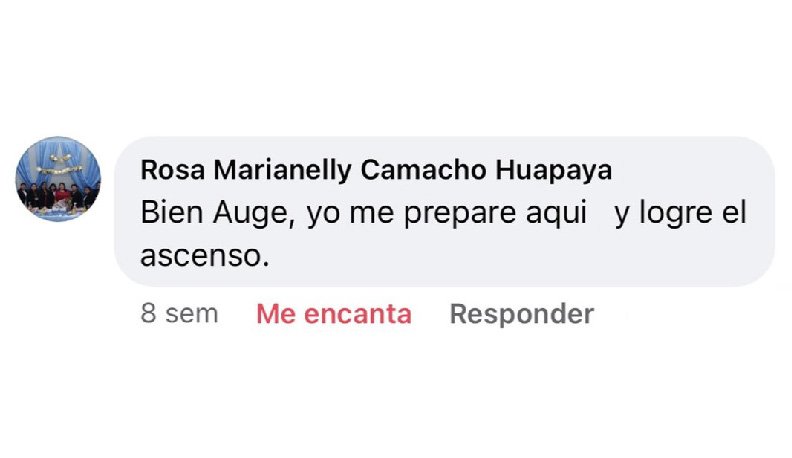 Rosa Marianelly Camacho Huapaya
Bien Auge, yo me prepare aqui y logre el
ascenso.
8 sem Me encanta Responder